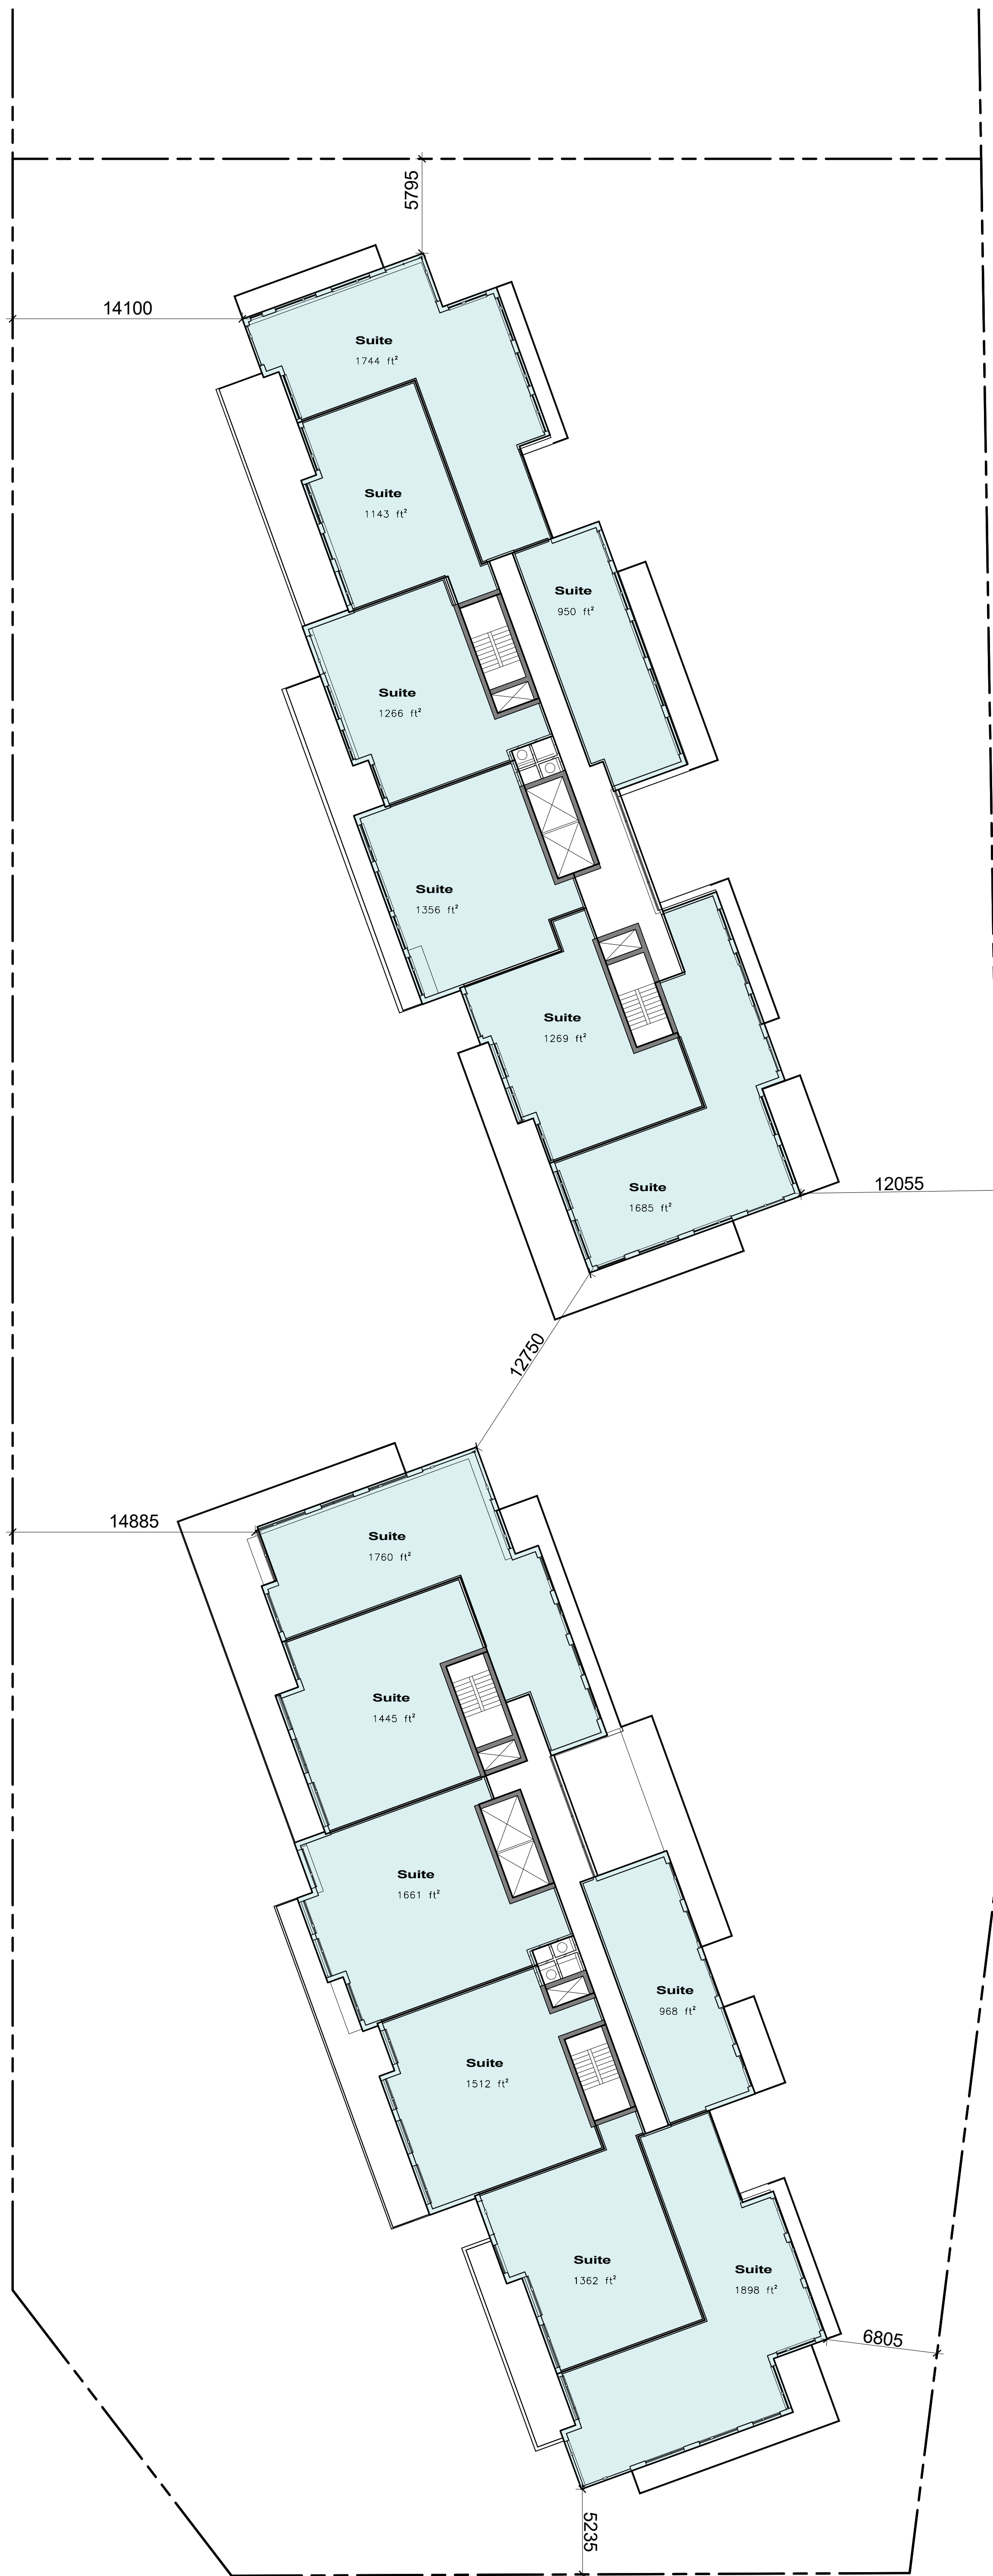 5795
14100
Suite
1744 ft²
Suite
1143 ft²
Suite
950 ft²
Suite
1266 ft²
Suite
1356 ft²
Suite
1269 ft²
Suite
1685 ft²
12055
12750
14885
Suite
1760 ft²
Suite
1445 ft²
Suite
1661 ft²
Suite
968 ft²
Suite
1512 ft²
Suite
1362 ft²
Suite
1898 ft²
6805
5235